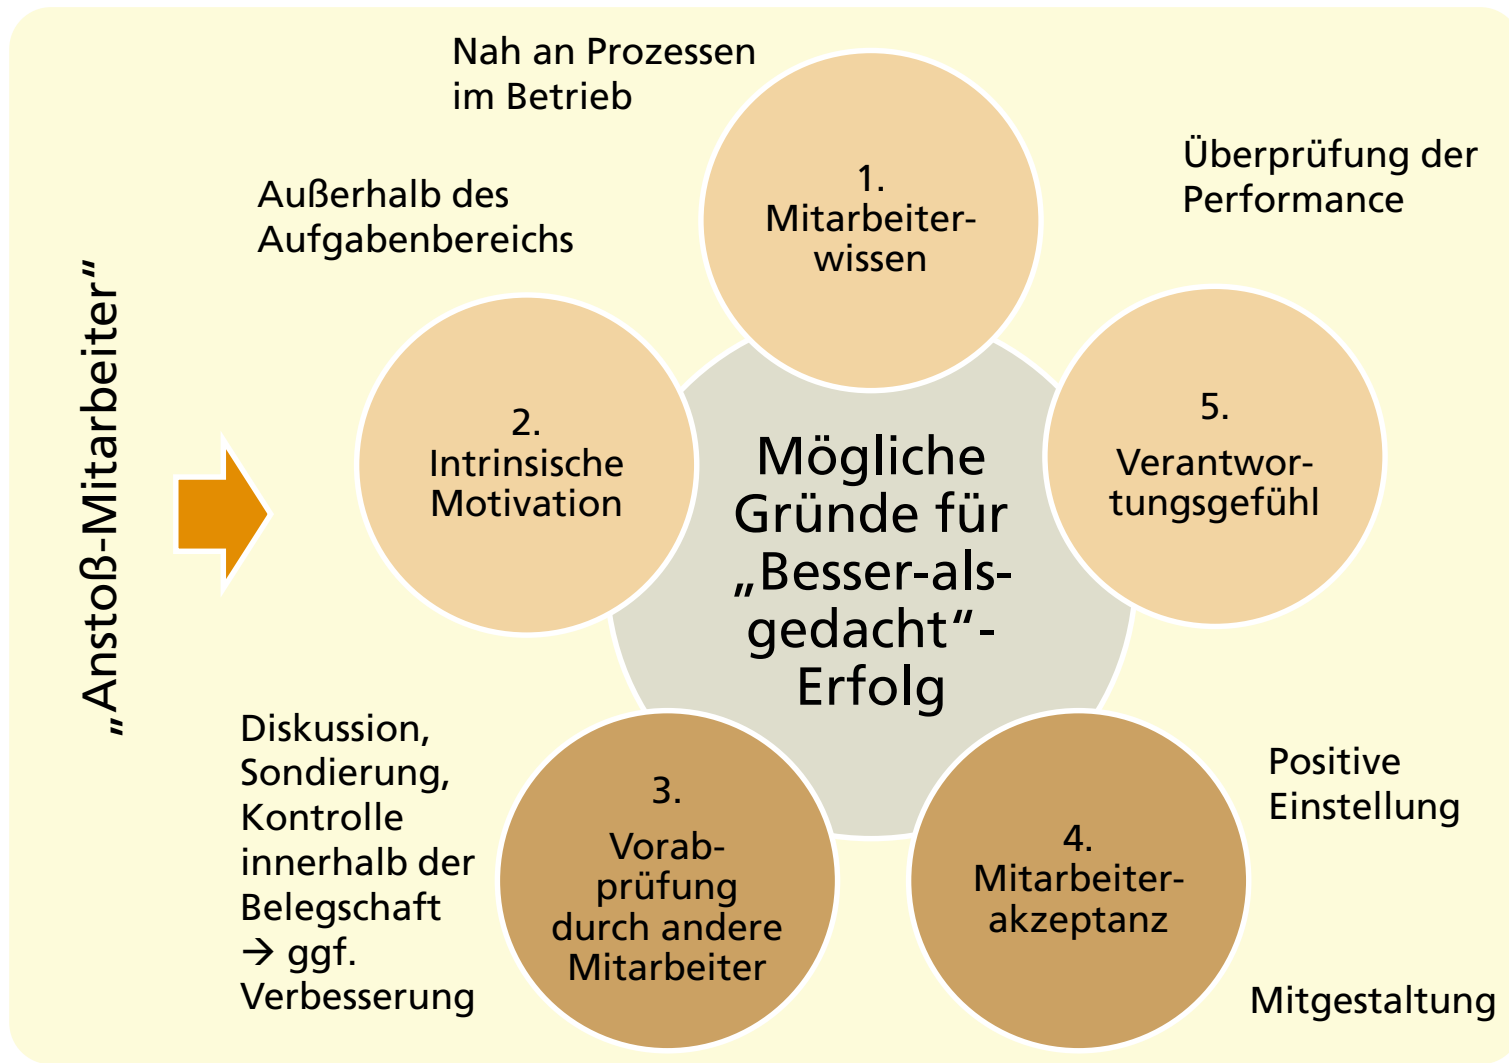 „Anstoß-Mitarbeiter“
Nah an Prozessen
im Betrieb
1.
Mitarbeiter-
wissen
Außerhalb des
Aufgabenbereichs
2.
Intrinsische
Motivation
Überprüfung der
Performance
5.
Verantwor-
tungsgefühl
Mögliche
Gründe für
„Besser-als-
gedacht“-
Erfolg
Diskussion,
Sondierung,
Kontrolle
innerhalb der
Belegschaft
→ ggf.
Verbesserung
3.
Vorab-
prüfung
durch andere
Mitarbeiter
4.
Mitarbeiter-
akzeptanz
Positive
Einstellung
Mitgestaltung